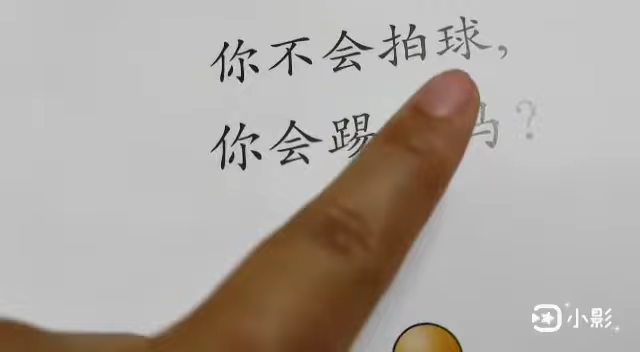 你不会拍球，
你会踢 吗？
小影